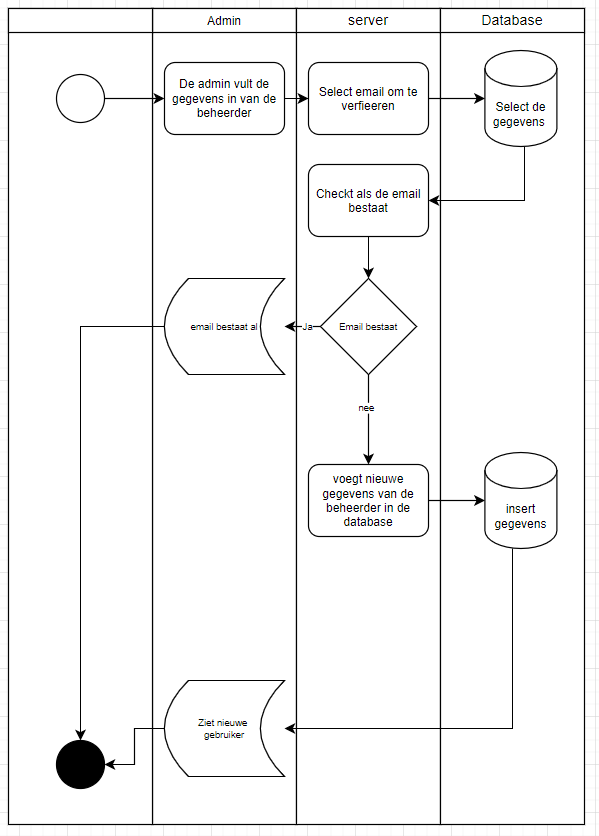 Admin
server
Database
De admin vult de
gegevens in van de
beheerder
Select email om te
verfieeren
Select de
gegevens
Checkt als de email
bestaat
email bestaat al
Ja
Email bestaat
nee
voegt nieuwe
gegevens van de
beheerder in de
database
insert
gegevens
Ziet nieuwe
gebruiker